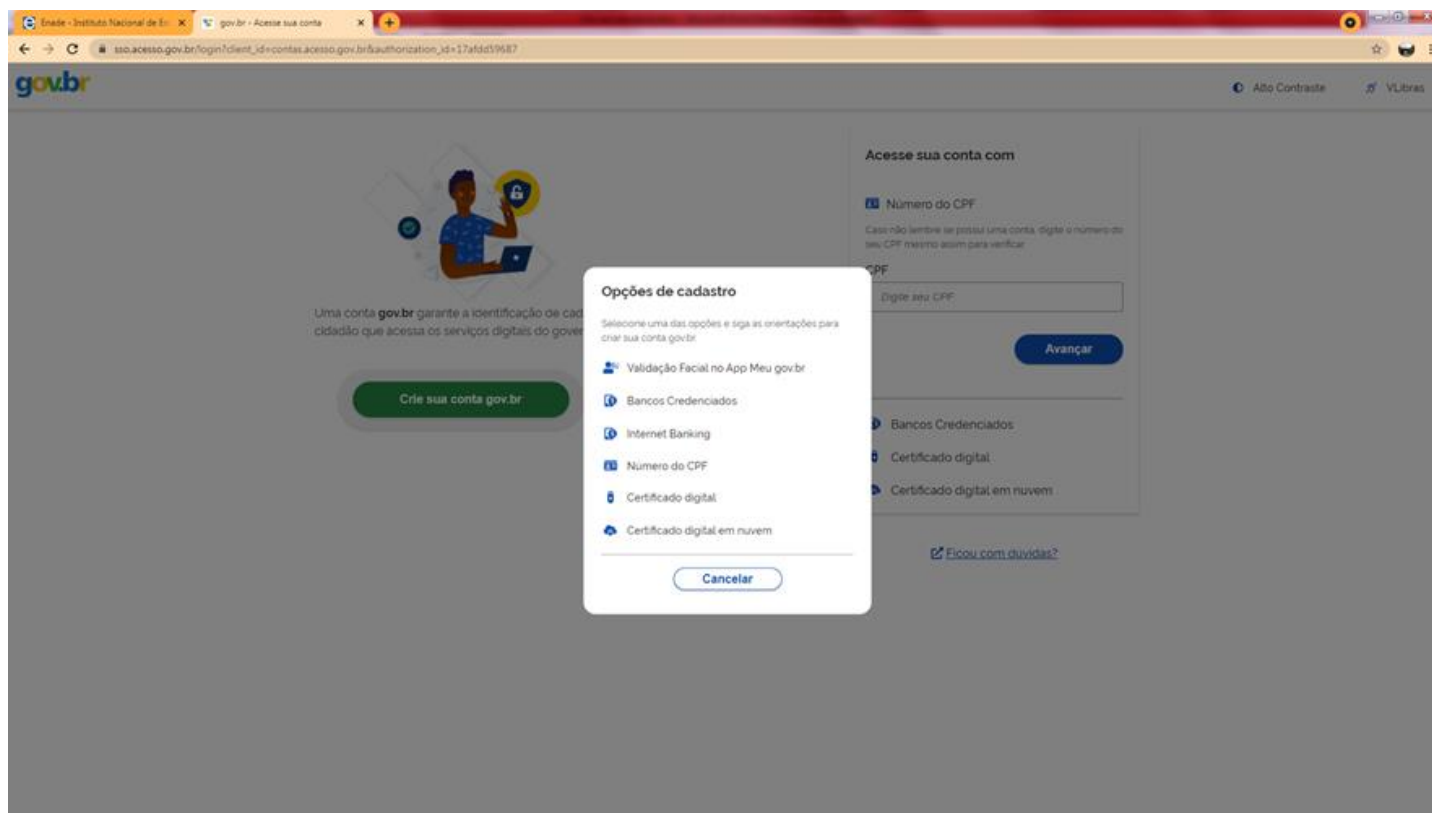 Enade - Instituto Nacional de Es
gov.br - Acesse sua conta
sso.acesso.gov.br/login?client_id=contas.acesso.gov.br&authorization_id=17afdd59687
gov.br
Alto Contraste
VLibras
Uma conta gov.br garante a identificação de cad
cidadão que acessa os serviços digitais do gover
Crie sua conta gov.br
Opções de cadastro
Selecione uma das opções e siga as orientações para
criar sua conta gov.br
Validação Facial no App Meu gov.br
Bancos Credenciados
Internet Banking
Número do CPF
Certificado digital
Certificado digital em nuvem
Cancelar
Acesse sua conta com
Número do CPF
Caso não lembre se possui uma conta, digite o número do
seu CPF mesmo assim para verificar
CPF
Digite seu CPF
Avançar
Bancos Credenciados
Certificado digital
Certificado digital em nuvem
Ficou com dúvidas?